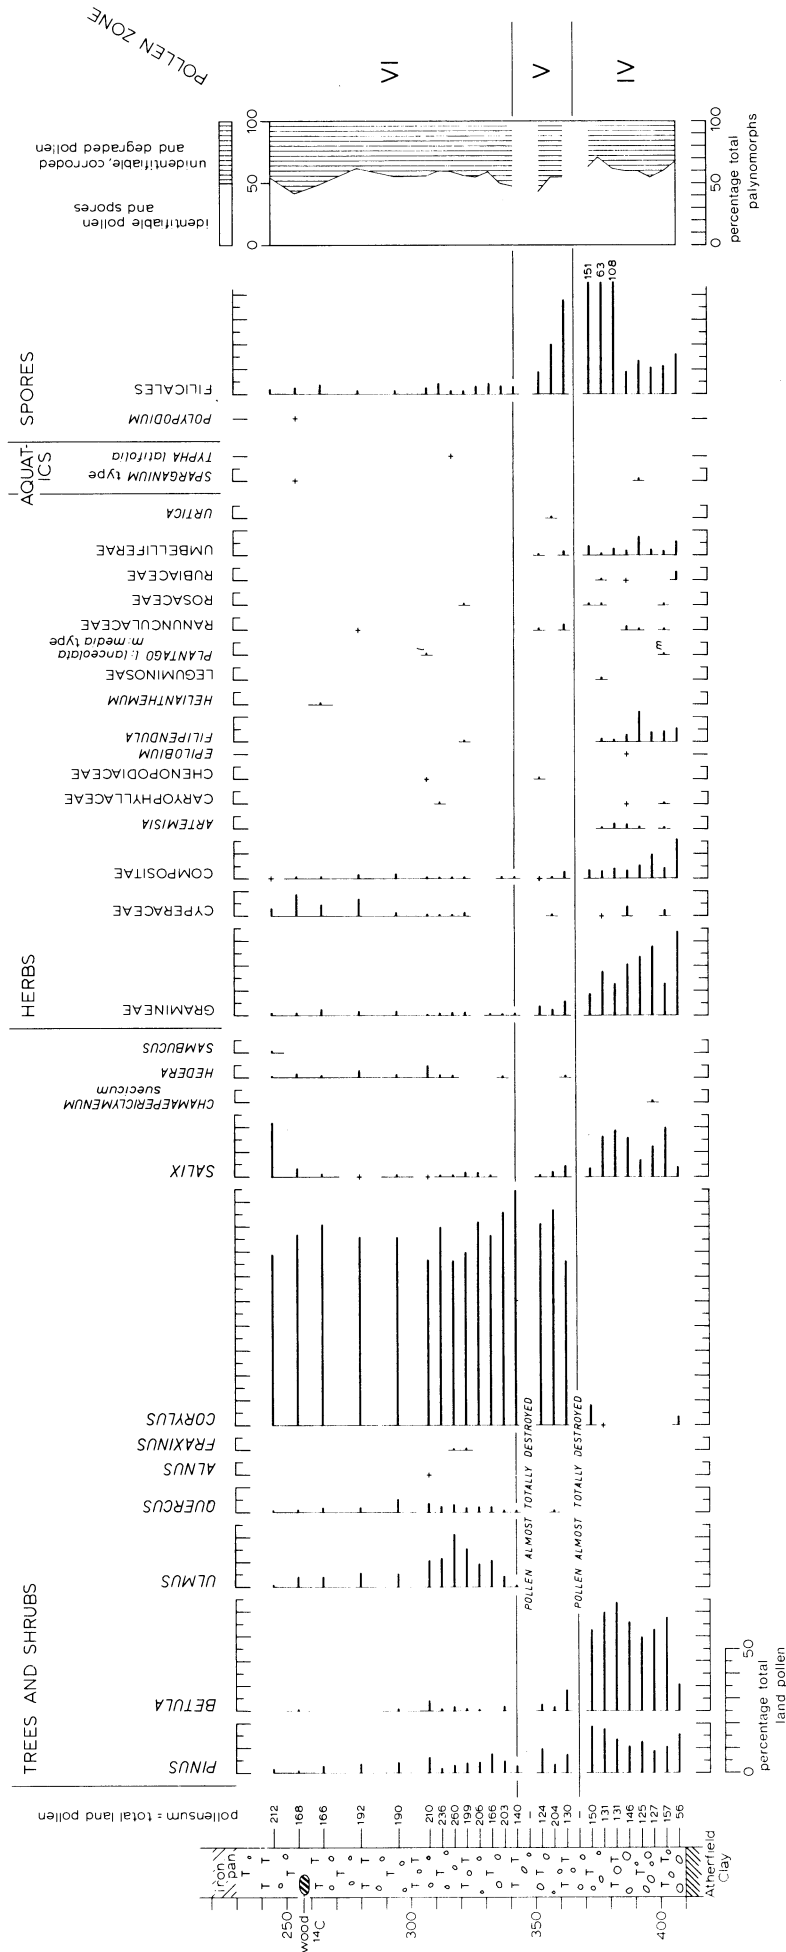 POLLEN ZONE
VI
V
IV
unidentifiable, corroded
and degraded pollen
identifiable pollen
and spores
100
50
0
100
50
0
percentage total
palynomorphs
SPORES
FILICALES
151
63
108
POLYPODIUM
AQUAT-
ICS
TYPHA latifolia
SPARGANIUM type
HERBS
URTICA
UMBELLIFERAE
RUBIACEAE
ROSACEAE
RANUNCULACEAE
PLANTAGO l: lanceolata
m: media type
l
m
LEGUMINOSAE
HELIANTHEMUM
FILIPENDULA
EPILOBIUM
CHENOPODIACEAE
CARYOPHYLLACEAE
ARTEMISIA
COMPOSITAE
CYPERACEAE
GRAMINEAE
TREES AND SHRUBS
SAMBUCUS
HEDERA
CHAMAEPERICLYMENUM
suecicum
SALIX
CORYLUS
FRAXINUS
ALNUS
QUERCUS
ULMUS
BETULA
PINUS
POLLEN ALMOST TOTALLY DESTROYED
POLLEN ALMOST TOTALLY DESTROYED
0
50
percentage total
land pollen
pollensum = total land pollen
212
168
166
192
190
210
236
260
199
206
166
203
140
–
124
204
130
–
150
131
131
146
125
127
157
56
iron
pan
Atherfield
Clay
250
wood
14C
300
350
400